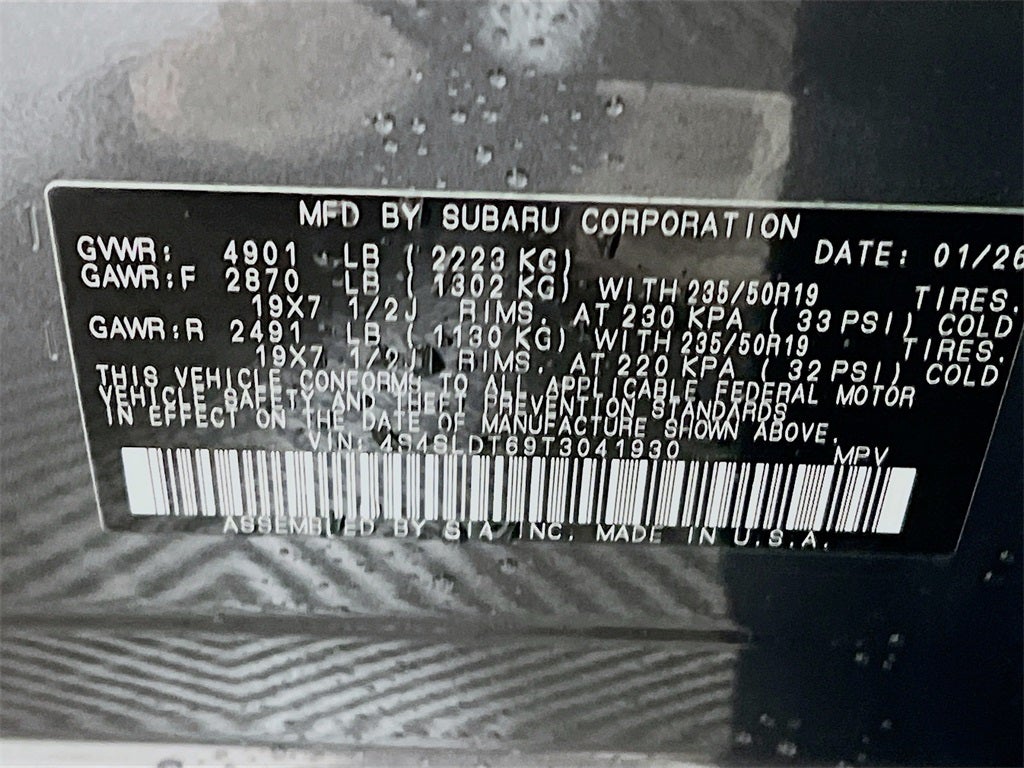 MFD BY SUBARU CORPORATION
GVWR: 4901 LB ( 2223 KG) DATE: 01/26
GAWR:F 2870 LB ( 1302 KG) WITH 235/50R19 TIRES.
19X7 1/2J RIMS. AT 230 KPA ( 33 PSI) COLD
GAWR:R 2491 LB ( 1130 KG) WITH 235/50R19 TIRES.
19X7 1/2J RIMS. AT 220 KPA ( 32 PSI) COLD
THIS VEHICLE CONFORMS TO ALL APPLICABLE FEDERAL MOTOR
VEHICLE SAFETY AND THEFT PREVENTION STANDARDS
IN EFFECT ON THE DATE OF MANUFACTURE SHOWN ABOVE.
VIN: 4S4SLDT69T3041930 MPV
ASSEMBLED BY SIA, INC. MADE IN U.S.A.